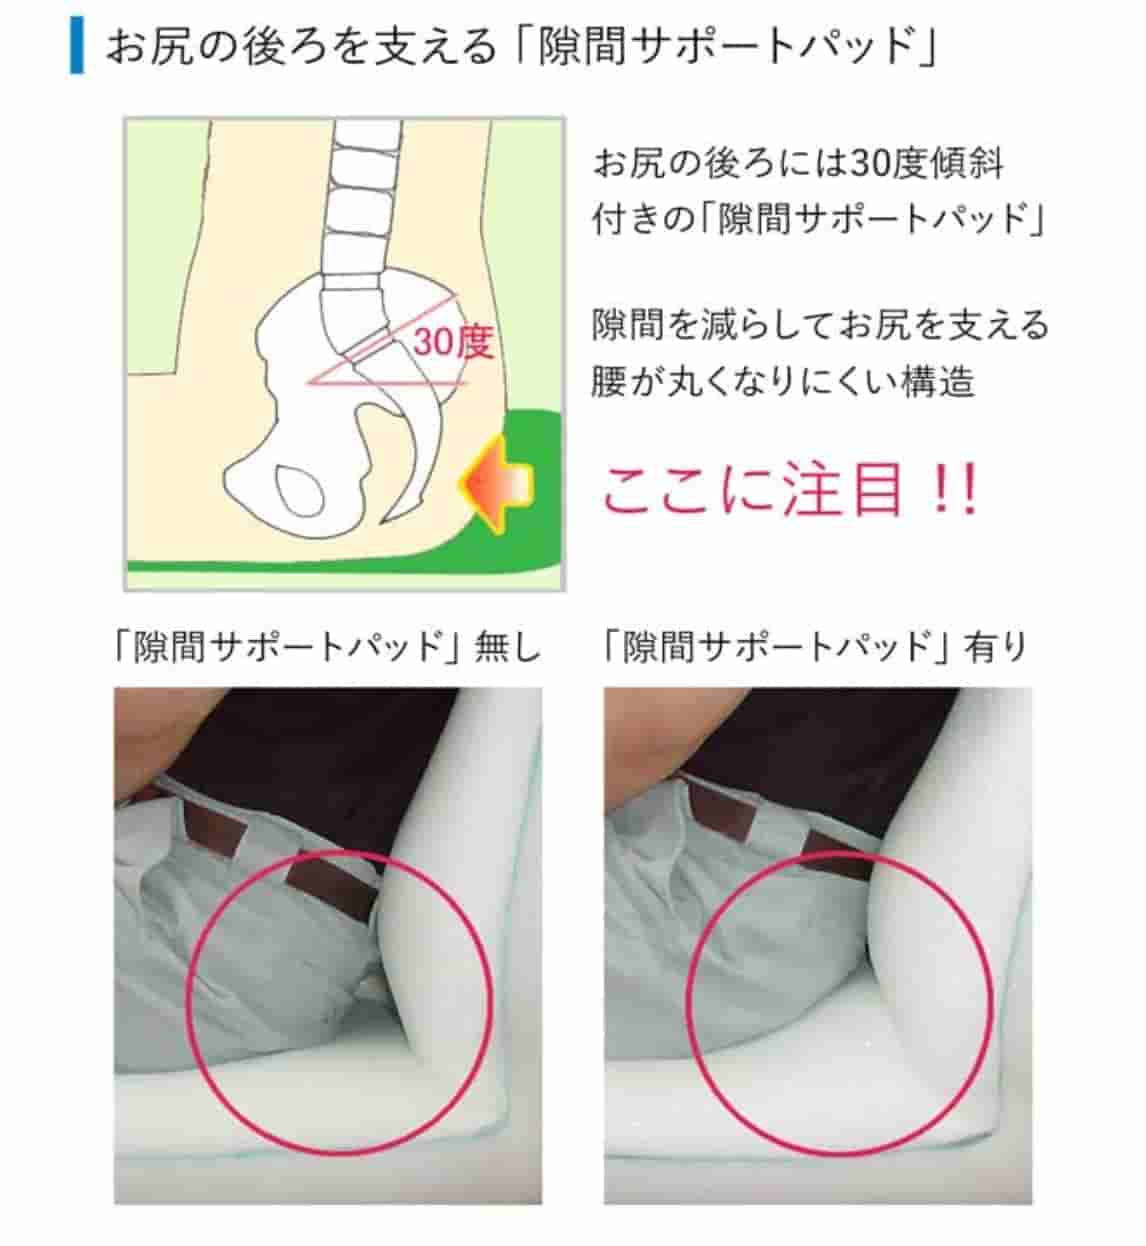 お尻の後ろを支える「隙間サポートパッド」
お尻の後ろには30度傾斜
付きの「隙間サポートパッド」
隙間を減らしてお尻を支える
腰が丸くなりにくい構造
30度
ここに注目!!
「隙間サポートパッド」無し
「隙間サポートパッド」有り